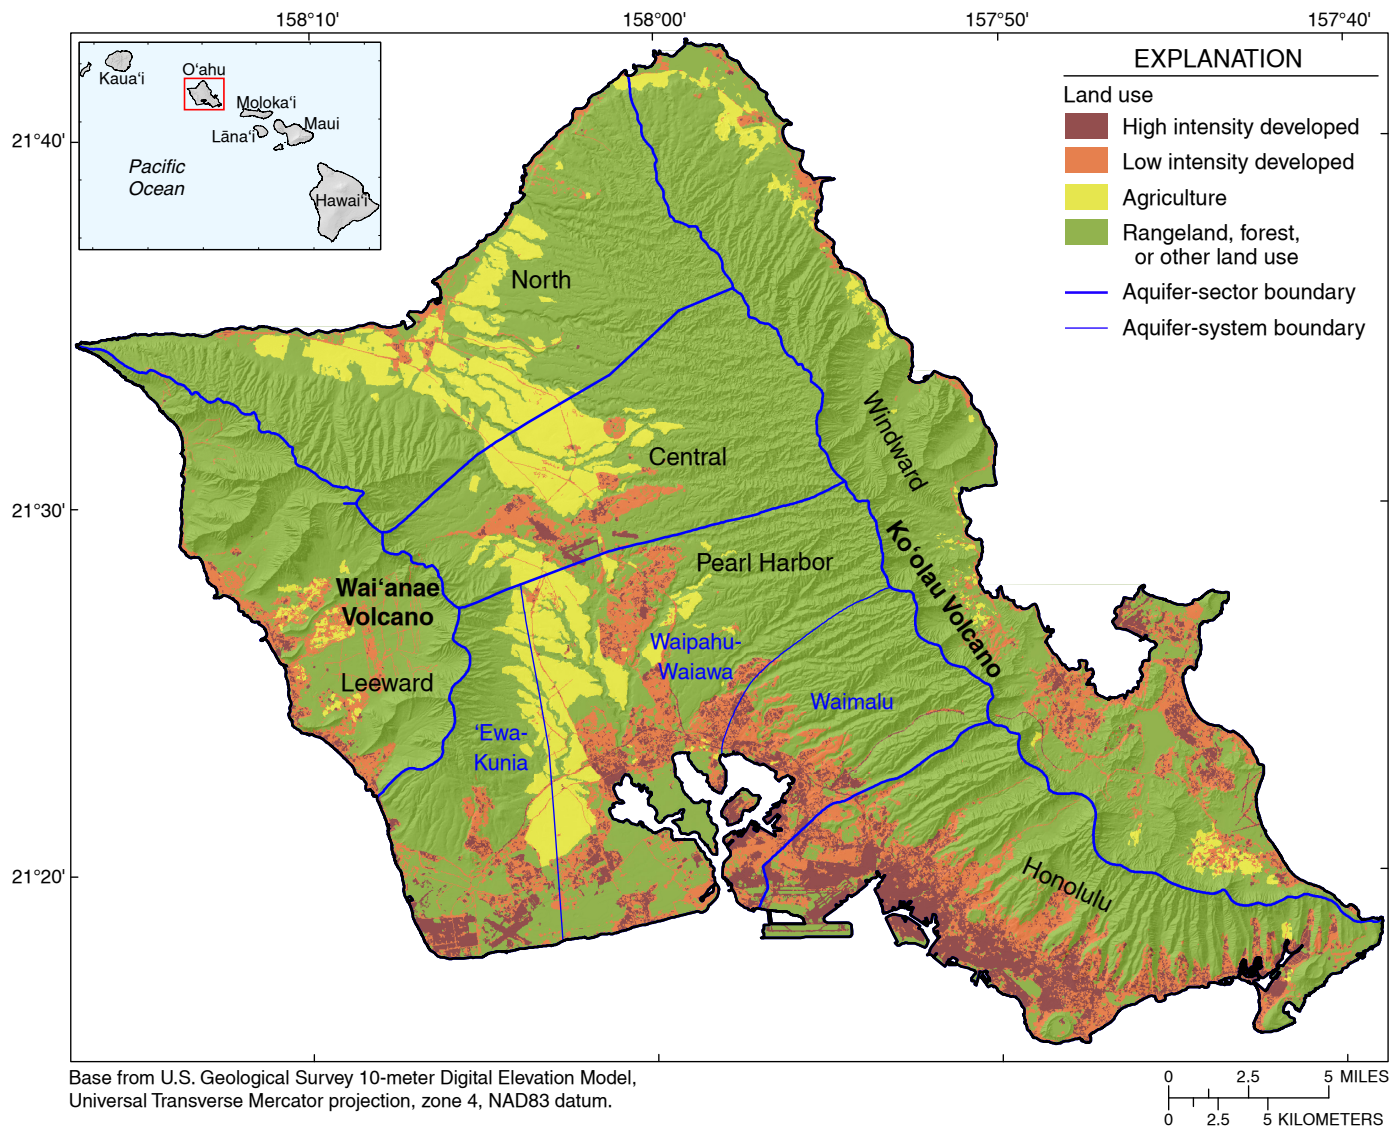 158°10'
158°00'
157°50'
157°40'
21°40'
21°30'
21°20'
Kaua‘i
O‘ahu
Moloka‘i
Lāna‘i
Maui
Hawai‘i
Pacific
Ocean
EXPLANATION
Land use
High intensity developed
Low intensity developed
Agriculture
Rangeland, forest,
or other land use
Aquifer-sector boundary
Aquifer-system boundary
North
Central
Windward
Pearl Harbor
Ko‘olau Volcano
Wai‘anae
Volcano
Leeward
Waipahu-
Waiawa
Waimalu
‘Ewa-
Kunia
Honolulu
Base from U.S. Geological Survey 10-meter Digital Elevation Model,
Universal Transverse Mercator projection, zone 4, NAD83 datum.
0 2.5 5 MILES
0 2.5 5 KILOMETERS